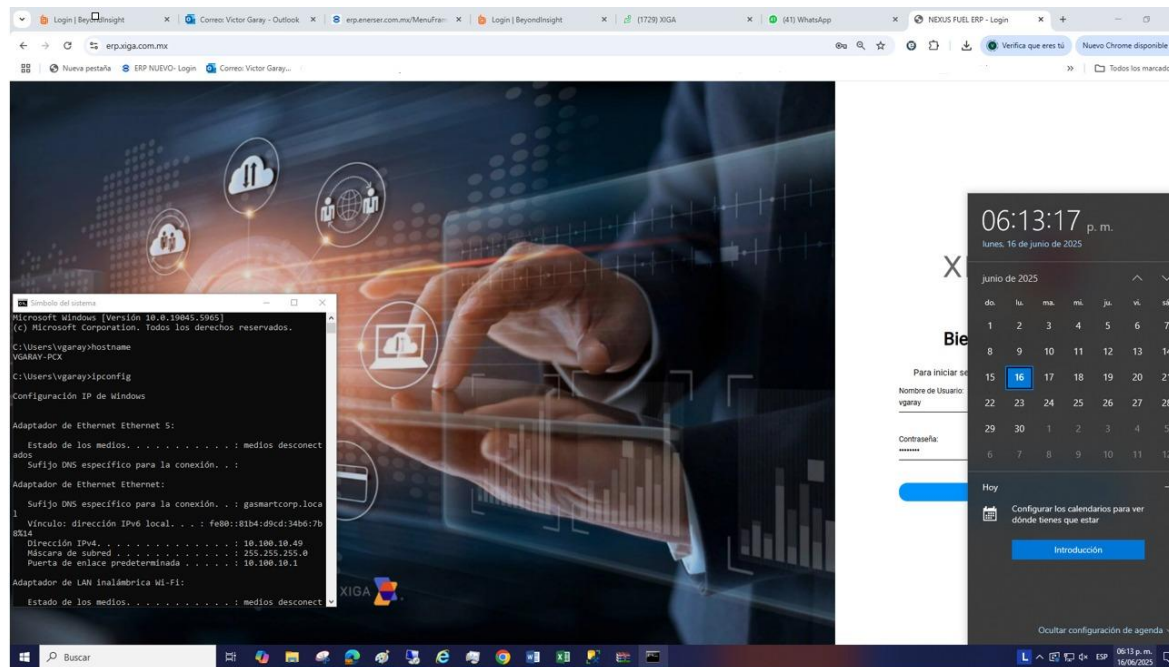 Login | BeyondInsight
Correo: Victor Garay - Outlook
erp.enerser.com.mx/MenuFram
Login | BeyondInsight
(1729) XIGA
(41) WhatsApp
NEXUS FUEL ERP - Login
erp.xiga.com.mx
Verifica que eres tú
Nuevo Chrome disponible
Nueva pestaña
ERP NUEVO- Login
Correo: Victor Garay...
Todos los marcado
Símbolo del sistema
Microsoft Windows [Versión 10.0.19045.5965]
(c) Microsoft Corporation. Todos los derechos reservados.
C:\Users\vgaray>hostname
VGARAY-PCX
C:\Users\vgaray>ipconfig
Configuración IP de Windows
Adaptador de Ethernet Ethernet 5:
Estado de los medios. . . . . . . . . . . : medios desconect
ados
Sufijo DNS específico para la conexión. . :
Adaptador de Ethernet Ethernet:
Sufijo DNS específico para la conexión. . : gasmartcorp.loca
l
Vínculo: dirección IPv6 local. . . : fe80::81b4:d9cd:34b6:7b
8%14
Dirección IPv4. . . . . . . . . . . . . . : 10.100.10.49
Máscara de subred . . . . . . . . . . . . : 255.255.255.0
Puerta de enlace predeterminada . . . . . : 10.100.10.1
Adaptador de LAN inalámbrica Wi-Fi:
Estado de los medios. . . . . . . . . . . : medios desconect
XIGA
X
Bie
Para iniciar se
Nombre de Usuario:
vgaray
Contraseña:
••••••••
06:13:17 p. m.
lunes, 16 de junio de 2025
junio de 2025
do. lu. ma. mi. ju. vi. sá
1 2 3 4 5 6 7
8 9 10 11 12 13 14
15 16 17 18 19 20 21
22 23 24 25 26 27 28
29 30 1 2 3 4 5
6 7 8 9 10 11 12
Hoy
Configurar los calendarios para ver
dónde tienes que estar
Introducción
Ocultar configuración de agenda
Buscar
ESP
06:13 p. m.
16/06/2025